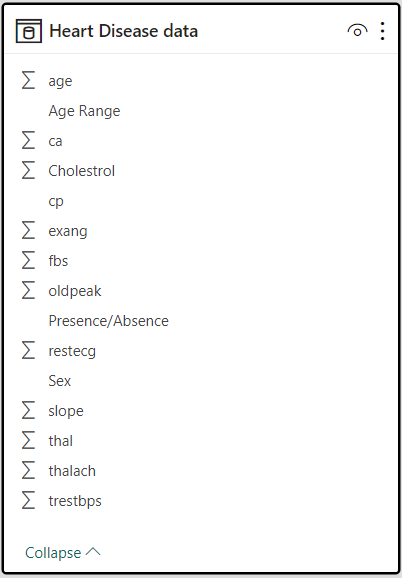 Heart Disease data
age
Age Range
ca
Cholestrol
cp
exang
fbs
oldpeak
Presence/Absence
restecg
Sex
slope
thal
thalach
trestbps
Collapse